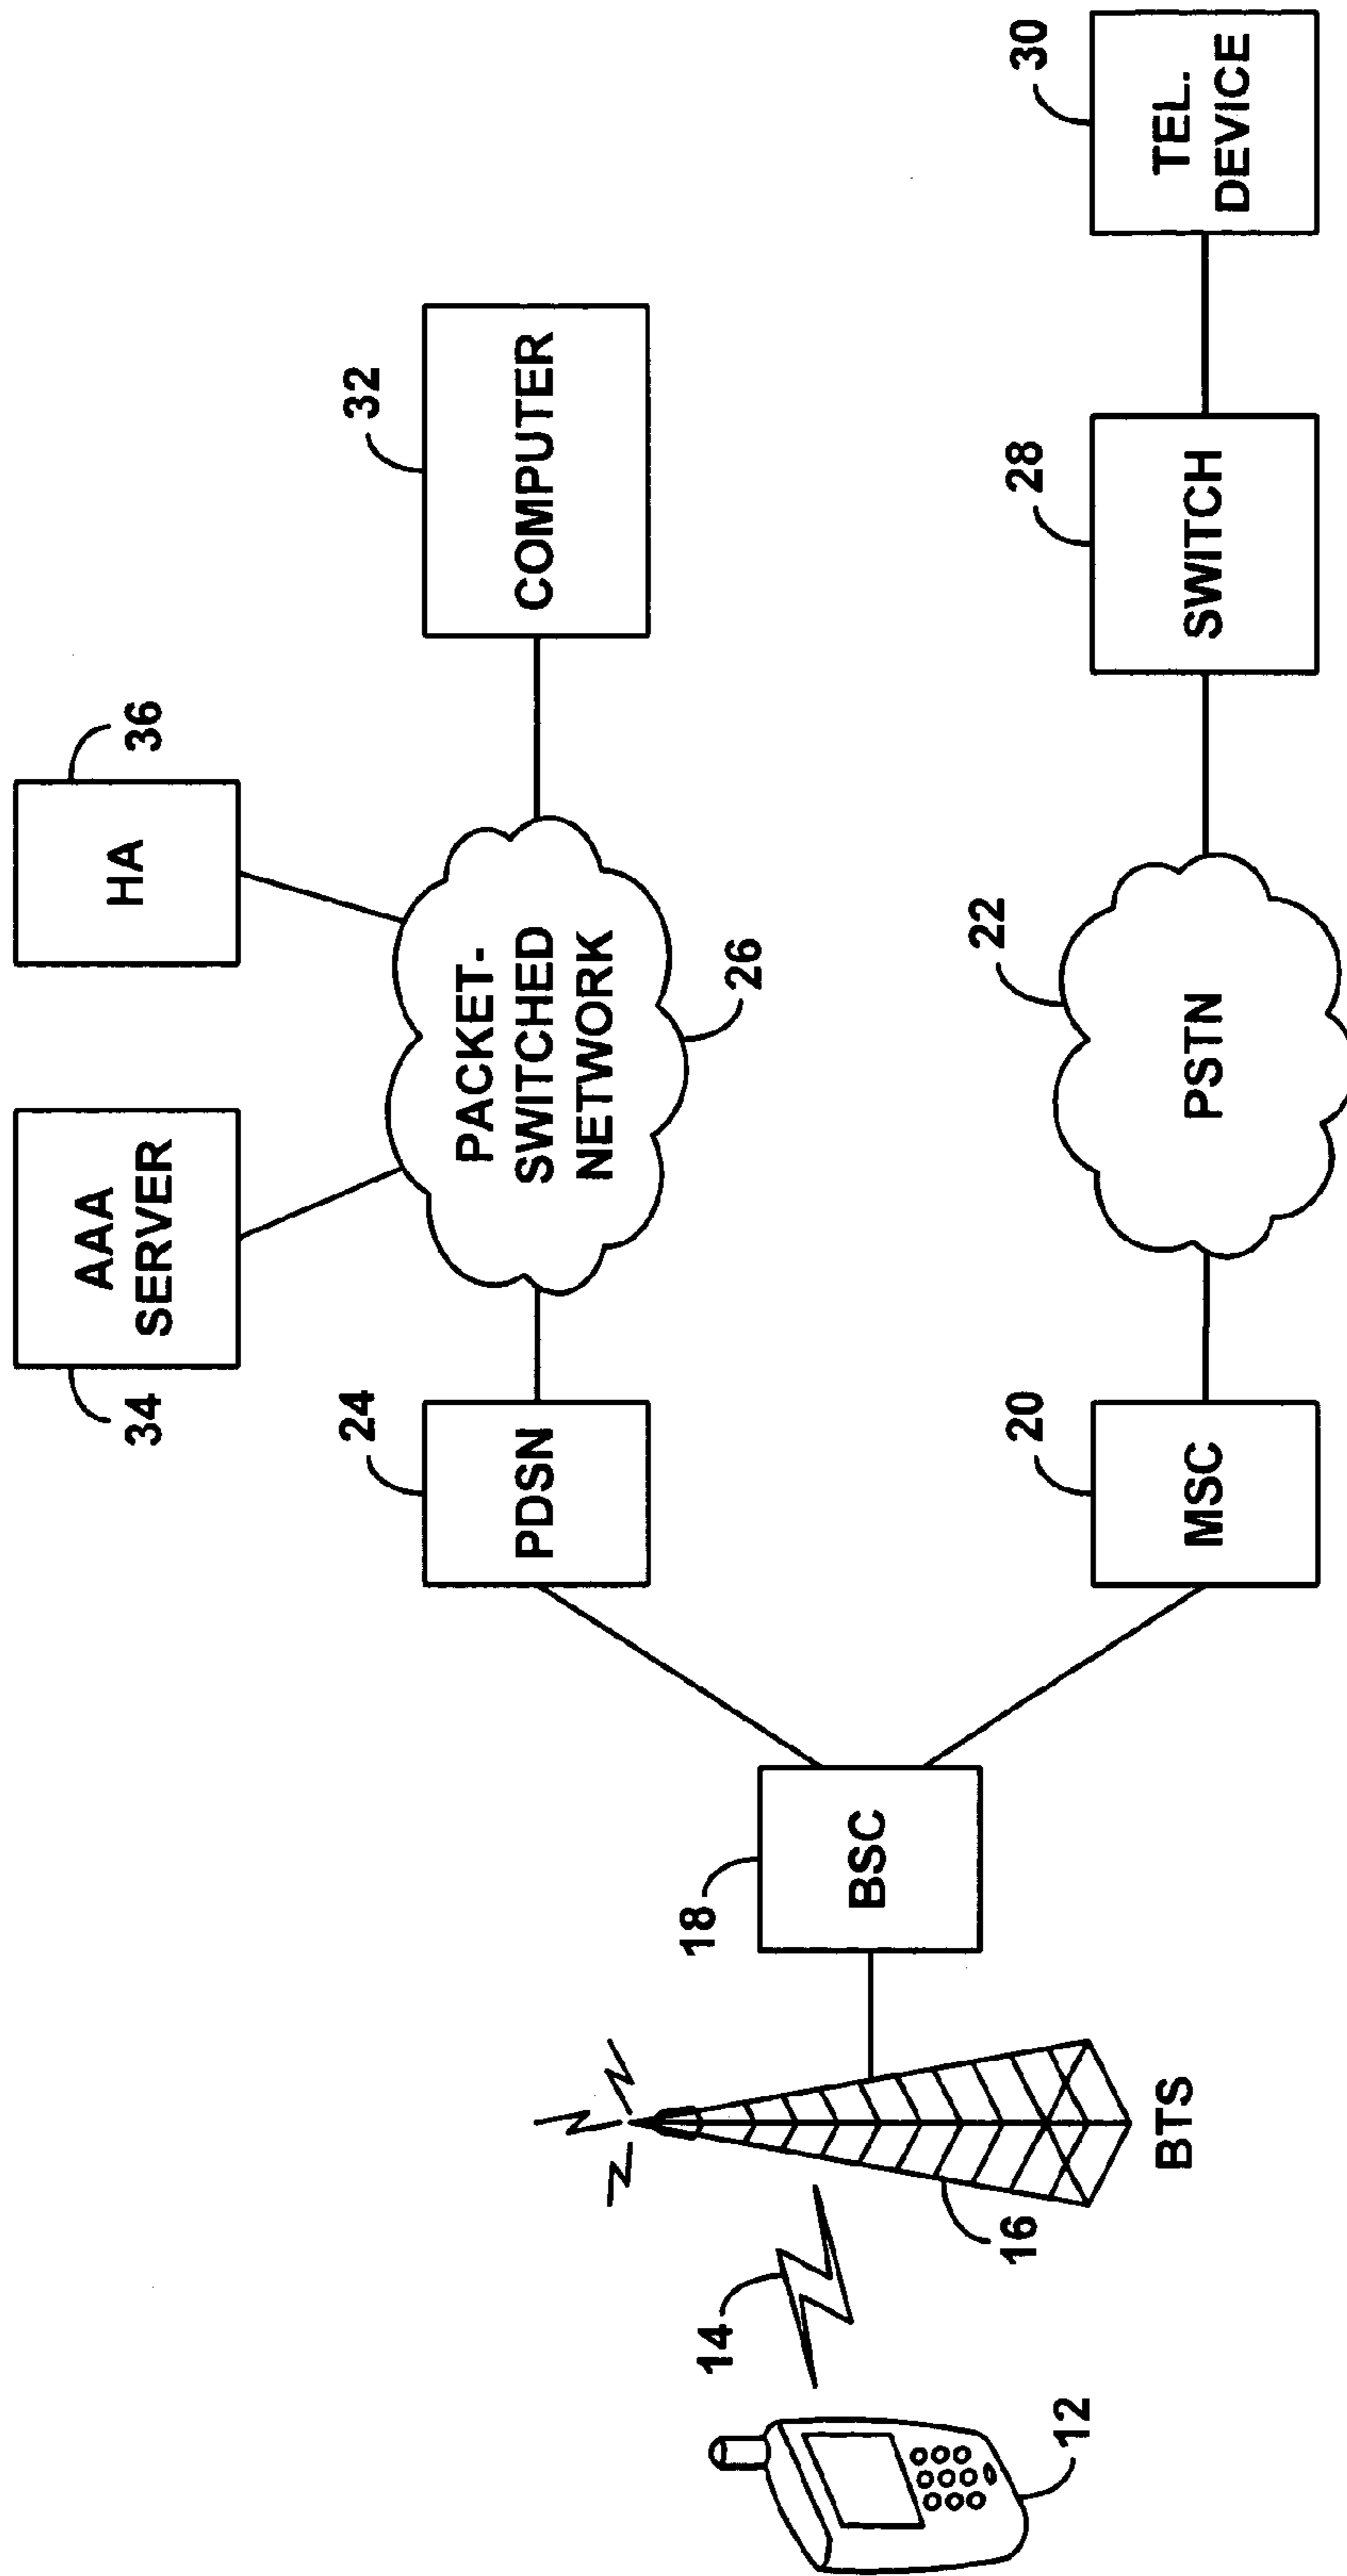 34
AAA
SERVER
HA
36
24
PDSN
PACKET-
SWITCHED
NETWORK
26
32
COMPUTER
14
12
16
BTS
18
BSC
20
MSC
22
PSTN
28
SWITCH
30
TEL.
DEVICE